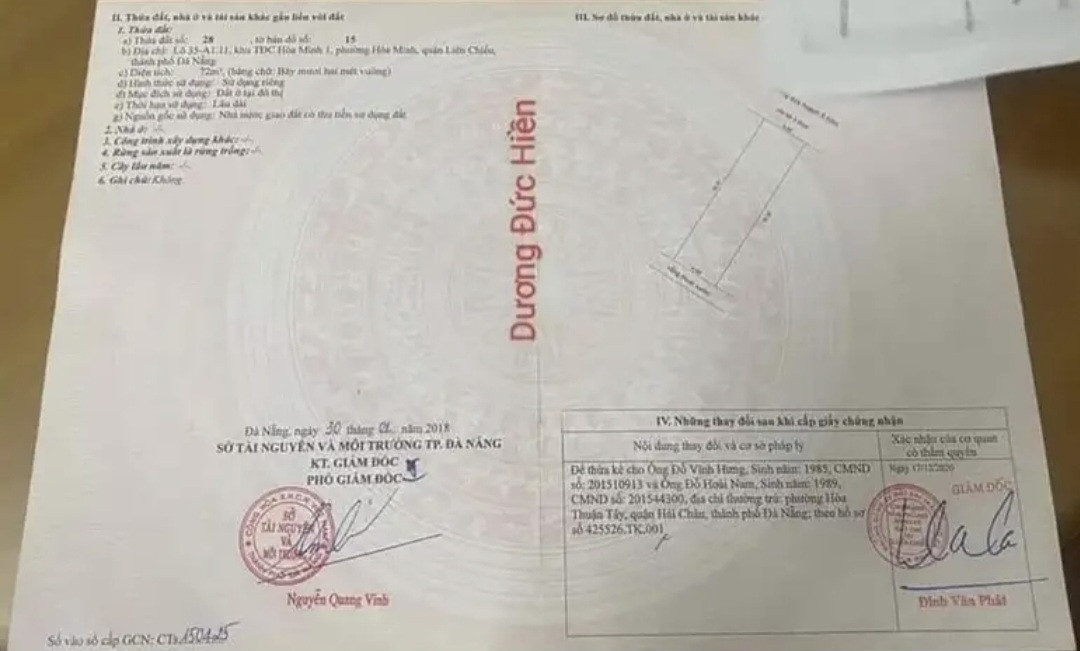 II. Thửa đất, nhà ở và tài sản khác gắn liền với đất
1. Thửa đất:
a) Thửa đất số: 28 , tờ bản đồ số: 15
b) Địa chỉ: Lô 35-A1.11, khu TĐC Hòa Minh 1, phường Hòa Minh, quận Liên Chiểu,
thành phố Đà Nẵng
c) Diện tích: 72m², (bằng chữ: Bảy mươi hai mét vuông)
d) Hình thức sử dụng: Sử dụng riêng
đ) Mục đích sử dụng: Đất ở tại đô thị
e) Thời hạn sử dụng: Lâu dài
g) Nguồn gốc sử dụng: Nhà nước giao đất có thu tiền sử dụng đất
2. Nhà ở: -/-
3. Công trình xây dựng khác: -/-
4. Rừng sản xuất là rừng trồng: -/-
5. Cây lâu năm: -/-
6. Ghi chú: Không
Đà Nẵng, ngày 30 tháng năm 2018
SỞ TÀI NGUYÊN VÀ MÔI TRƯỜNG TP. ĐÀ NẴNG
KT. GIÁM ĐỐC
PHÓ GIÁM ĐỐC
SỞ
TÀI NGUYÊN
VÀ
MÔI TRƯỜNG
Nguyễn Quang Vinh
Số vào sổ cấp GCN: CTs 150425
Dương Đức Hiền
III. Sơ đồ thửa đất, nhà ở và tài sản khác
IV. Những thay đổi sau khi cấp giấy chứng nhận
Nội dung thay đổi và cơ sở pháp lý
Xác nhận của cơ quan
có thẩm quyền
Để thừa kế cho Ông Đỗ Vĩnh Hưng, Sinh năm: 1985, CMND
số: 201510913 và Ông Đỗ Hoài Nam, Sinh năm: 1989,
CMND số: 201544300, địa chỉ thường trú: phường Hòa
Thuận Tây, quận Hải Châu, thành phố Đà Nẵng; theo hồ sơ
số 425526.TK.001
Ngày 17/12/2020
GIÁM ĐỐC
Đinh Văn Phát